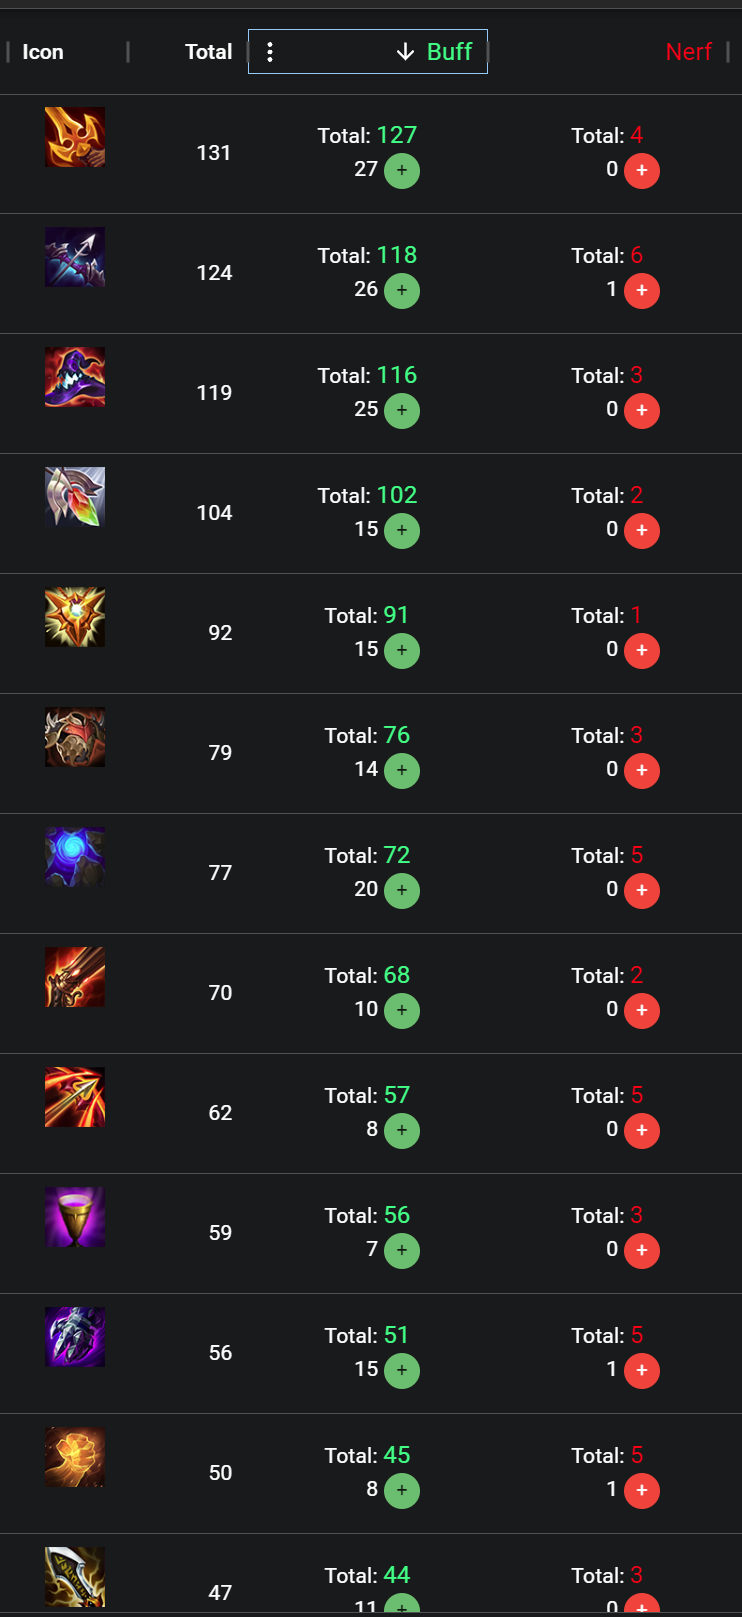 Icon Total Buff Nerf
131 Total: 127 Total: 4
27 + 0 +
124 Total: 118 Total: 6
26 + 1 +
119 Total: 116 Total: 3
25 + 0 +
104 Total: 102 Total: 2
15 + 0 +
92 Total: 91 Total: 1
15 + 0 +
79 Total: 76 Total: 3
14 + 0 +
77 Total: 72 Total: 5
20 + 0 +
70 Total: 68 Total: 2
10 + 0 +
62 Total: 57 Total: 5
8 + 0 +
59 Total: 56 Total: 3
7 + 0 +
56 Total: 51 Total: 5
15 + 1 +
50 Total: 45 Total: 5
8 + 1 +
47 Total: 44 Total: 3
11 + 0 +